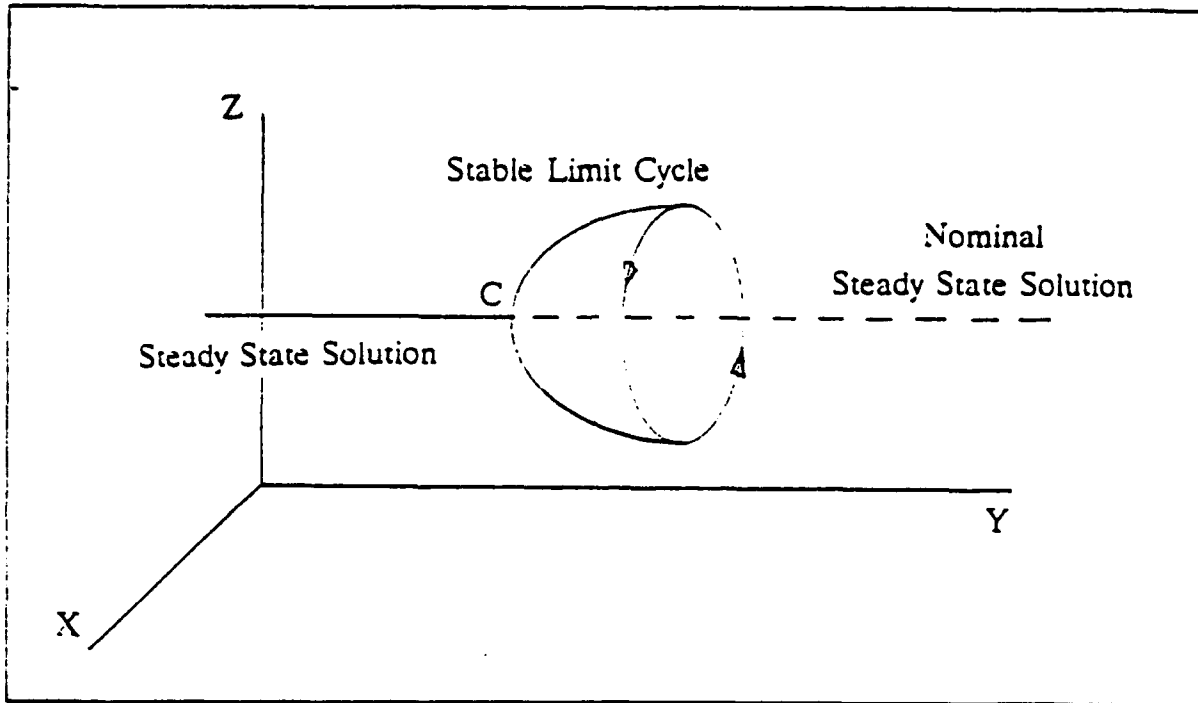 Z
Stable Limit Cycle
Nominal
Steady State Solution
C
Steady State Solution
Y
X